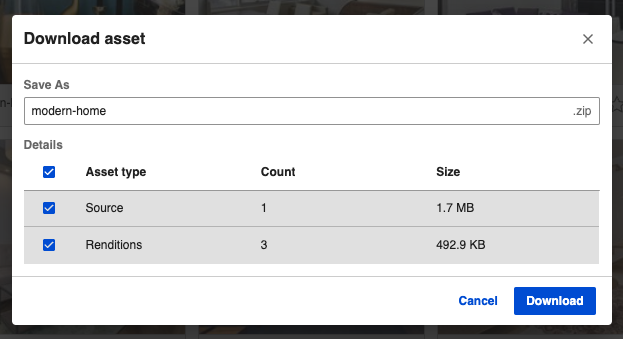 Download asset
Save As
modern-home .zip
Details
Asset type Count Size
Source 1 1.7 MB
Renditions 3 492.9 KB
Cancel Download